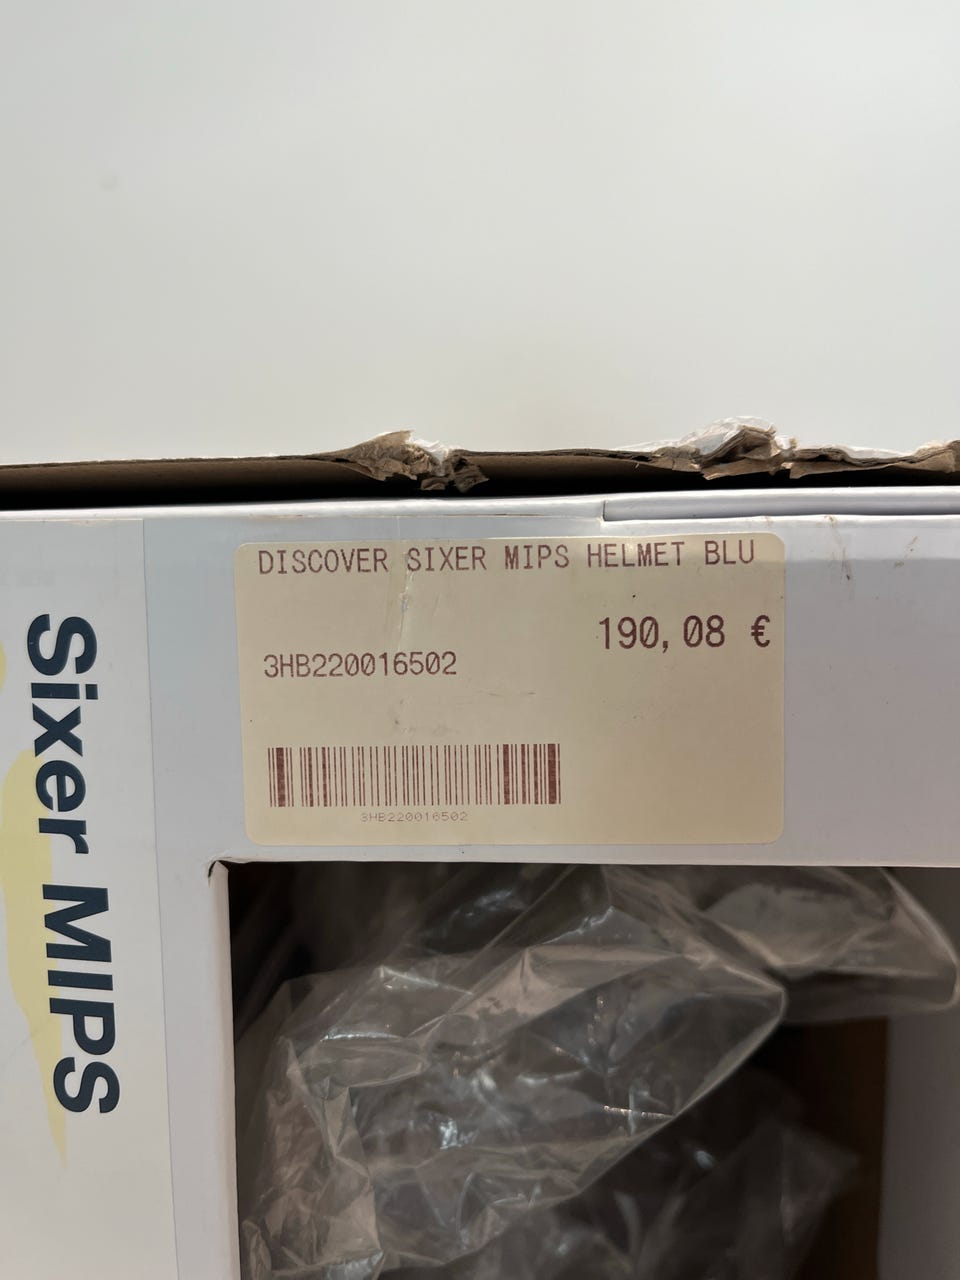 DISCOVER SIXER MIPS HELMET BLU
190,08 €
3HB220016502
3HB220016502
Sixer MIPS